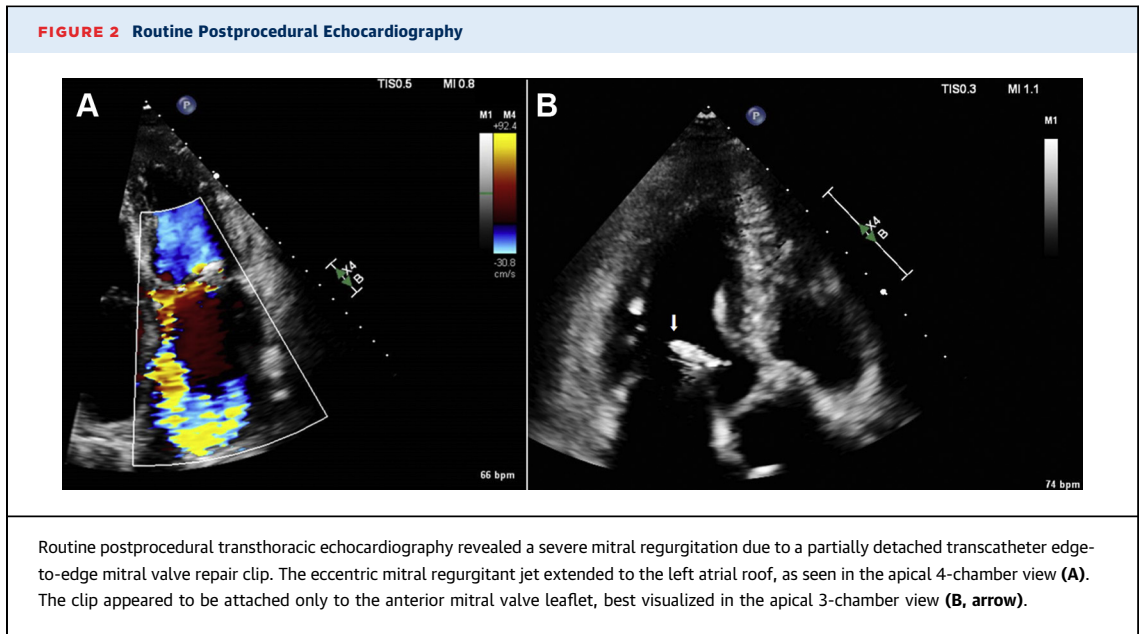 FIGURE 2 Routine Postprocedural Echocardiography
A
P
TIS0.5 MI 0.8
M1 M4
+92.4
-30.8
cm/s
X4
B
66 bpm
B
P
TIS0.3 MI 1.1
M1
X4
B
74 bpm
Routine postprocedural transthoracic echocardiography revealed a severe mitral regurgitation due to a partially detached transcatheter edge-
to-edge mitral valve repair clip. The eccentric mitral regurgitant jet extended to the left atrial roof, as seen in the apical 4-chamber view (A).
The clip appeared to be attached only to the anterior mitral valve leaflet, best visualized in the apical 3-chamber view (B, arrow).